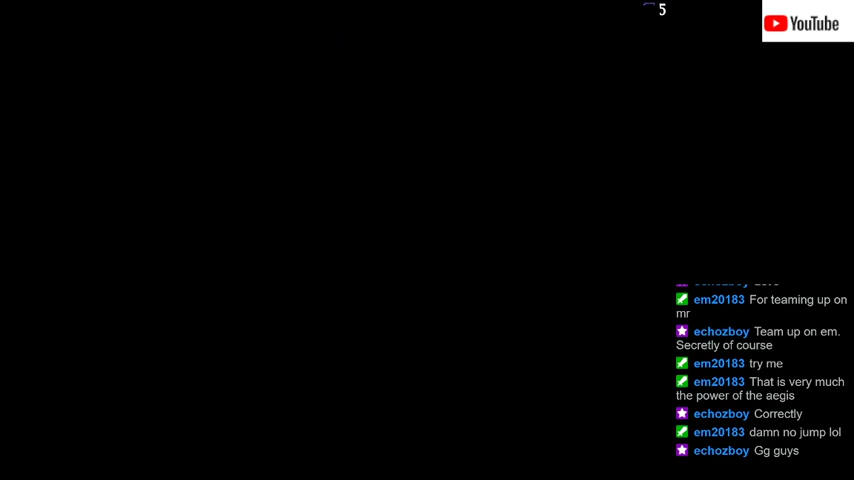 5
YouTube
em20183 For teaming up on
mr
echozboy Team up on em.
Secretly of course
em20183 try me
em20183 That is very much
the power of the aegis
echozboy Correctly
em20183 damn no jump lol
echozboy Gg guys